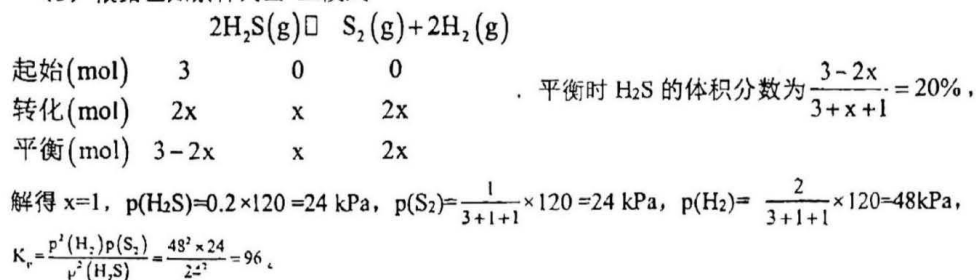 2H₂S(g)□ S₂(g)+2H₂(g)
起始(mol) 3 0 0
转化(mol) 2x x 2x
平衡(mol) 3-2x x 2x
. 平衡时 H₂S 的体积分数为 (3-2x)/(3+x+1) = 20%，
解得 x=1，p(H₂S)=0.2×120 =24 kPa，p(S₂)= 1/(3+1+1) ×120 =24 kPa，p(H₂)= 2/(3+1+1) ×120=48kPa，
Kₚ= p²(H₂)p(S₂)/p²(H₂S) = 48²×24/24² = 96 。